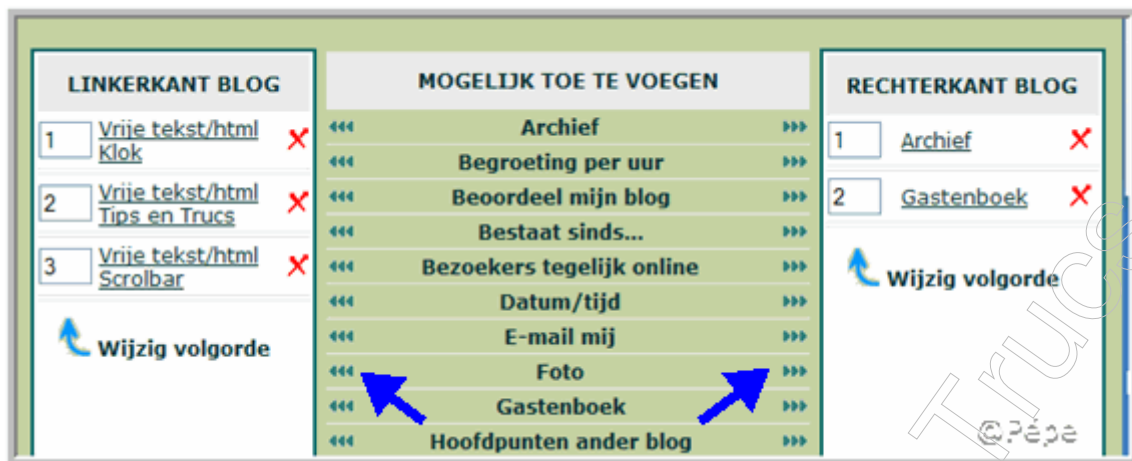 LINKERKANT BLOG
1 Vrije tekst/html
Klok
2 Vrije tekst/html
Tips en Trucs
3 Vrije tekst/html
Scrolbar
Wijzig volgorde
MOGELIJK TOE TE VOEGEN
Archief
Begroeting per uur
Beoordeel mijn blog
Bestaat sinds...
Bezoekers tegelijk online
Datum/tijd
E-mail mij
Foto
Gastenboek
Hoofdpunten ander blog
RECHTERKANT BLOG
1 Archief
2 Gastenboek
Wijzig volgorde
Trucs
©Pépe